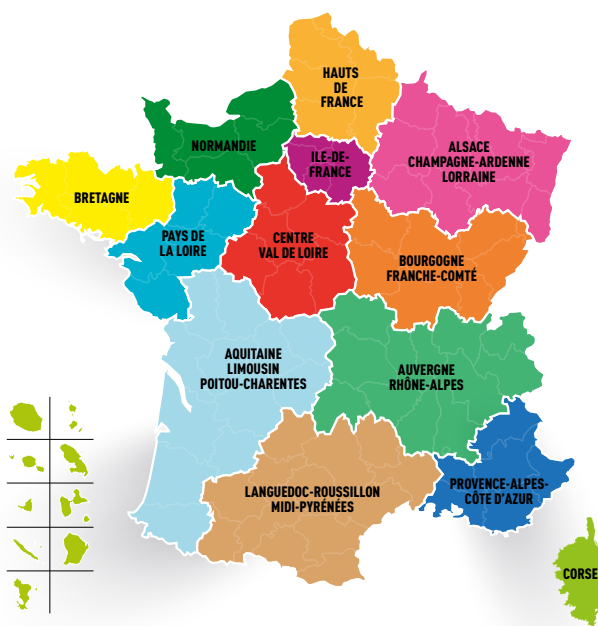 HAUTS
DE
FRANCE
NORMANDIE
ILE-DE-
FRANCE
ALSACE
CHAMPAGNE-ARDENNE
LORRAINE
BRETAGNE
PAYS DE
LA LOIRE
CENTRE
VAL DE LOIRE
BOURGOGNE
FRANCHE-COMTÉ
AQUITAINE
LIMOUSIN
POITOU-CHARENTES
AUVERGNE
RHÔNE-ALPES
LANGUEDOC-ROUSSILLON
MIDI-PYRÉNÉES
PROVENCE-ALPES-
CÔTE D'AZUR
CORSE